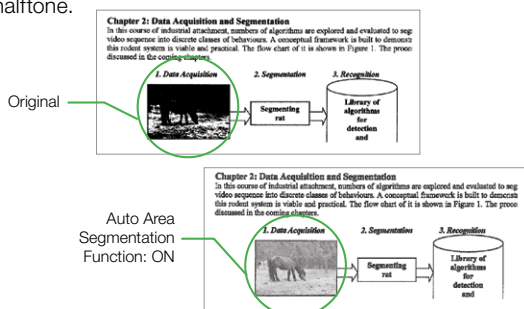 halftone.
Chapter 2: Data Acquisition and Segmentation
In this course of industrial attachment, numbers of algorithms are explored and evaluated to seg
video sequence into discrete classes of behaviours. A conceptual framework is built to demonstr
this rodent system is viable and practical. The flow chart of it is shown in Figure 1. The proce
discussed in the coming chapters.
1. Data Acquisition 2. Segmentation 3. Recognition
Original
Segmenting
rat
Library of
algorithms
for
detection
and
Chapter 2: Data Acquisition and Segmentation
In this course of industrial attachment, numbers of algorithms are explored and evaluated to seg
video sequence into discrete classes of behaviours. A conceptual framework is built to demonstr
this rodent system is viable and practical. The flow chart of it is shown in Figure 1. The proce
discussed in the coming chapters.
1. Data Acquisition 2. Segmentation 3. Recognition
Auto Area
Segmentation
Function: ON
Segmenting
rat
Library of
algorithms
for
detection
and